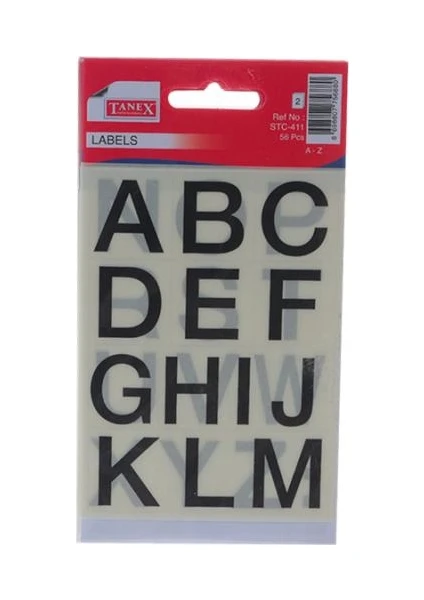 TANEX
LABELS
2
Ref No :
STC-411
56 Pcs
A - Z
A B C
D E F
G H I J
K L M